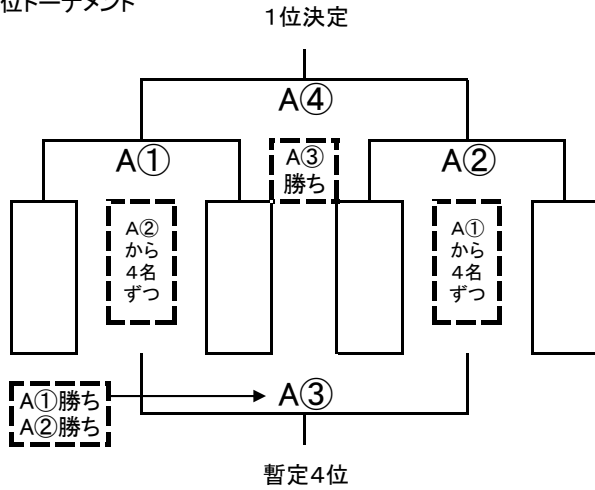 位トーナメント
1位決定
A④
A①
A③
勝ち
A②
A②
から
4名
ずつ
A①
から
4名
ずつ
A①勝ち
A②勝ち
A③
暫定4位